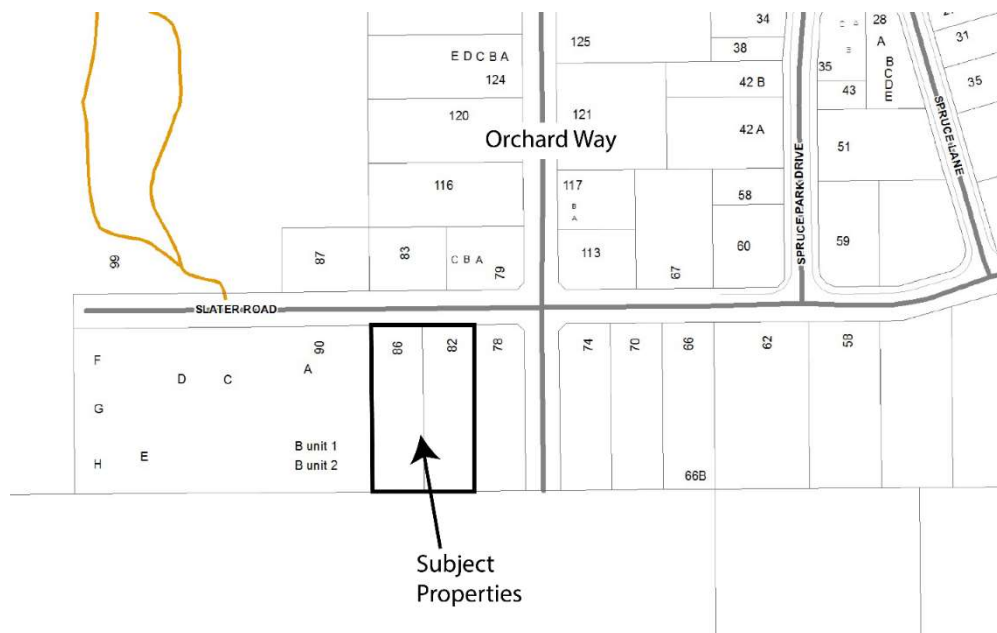 34
28
125
38
A
31
E D C B A
B
C
D
E
35
124
42 B
43
35
120
121
SPRUCE LANE
Orchard Way
42 A
51
SPRUCE PARK DRIVE
116
117
B
A
58
60
59
99
87
83
C B A
79
113
67
SLATER ROAD
90
86
82
78
74
70
66
62
58
F
A
D
C
G
B unit 1
E
H
B unit 2
66B
Subject
Properties